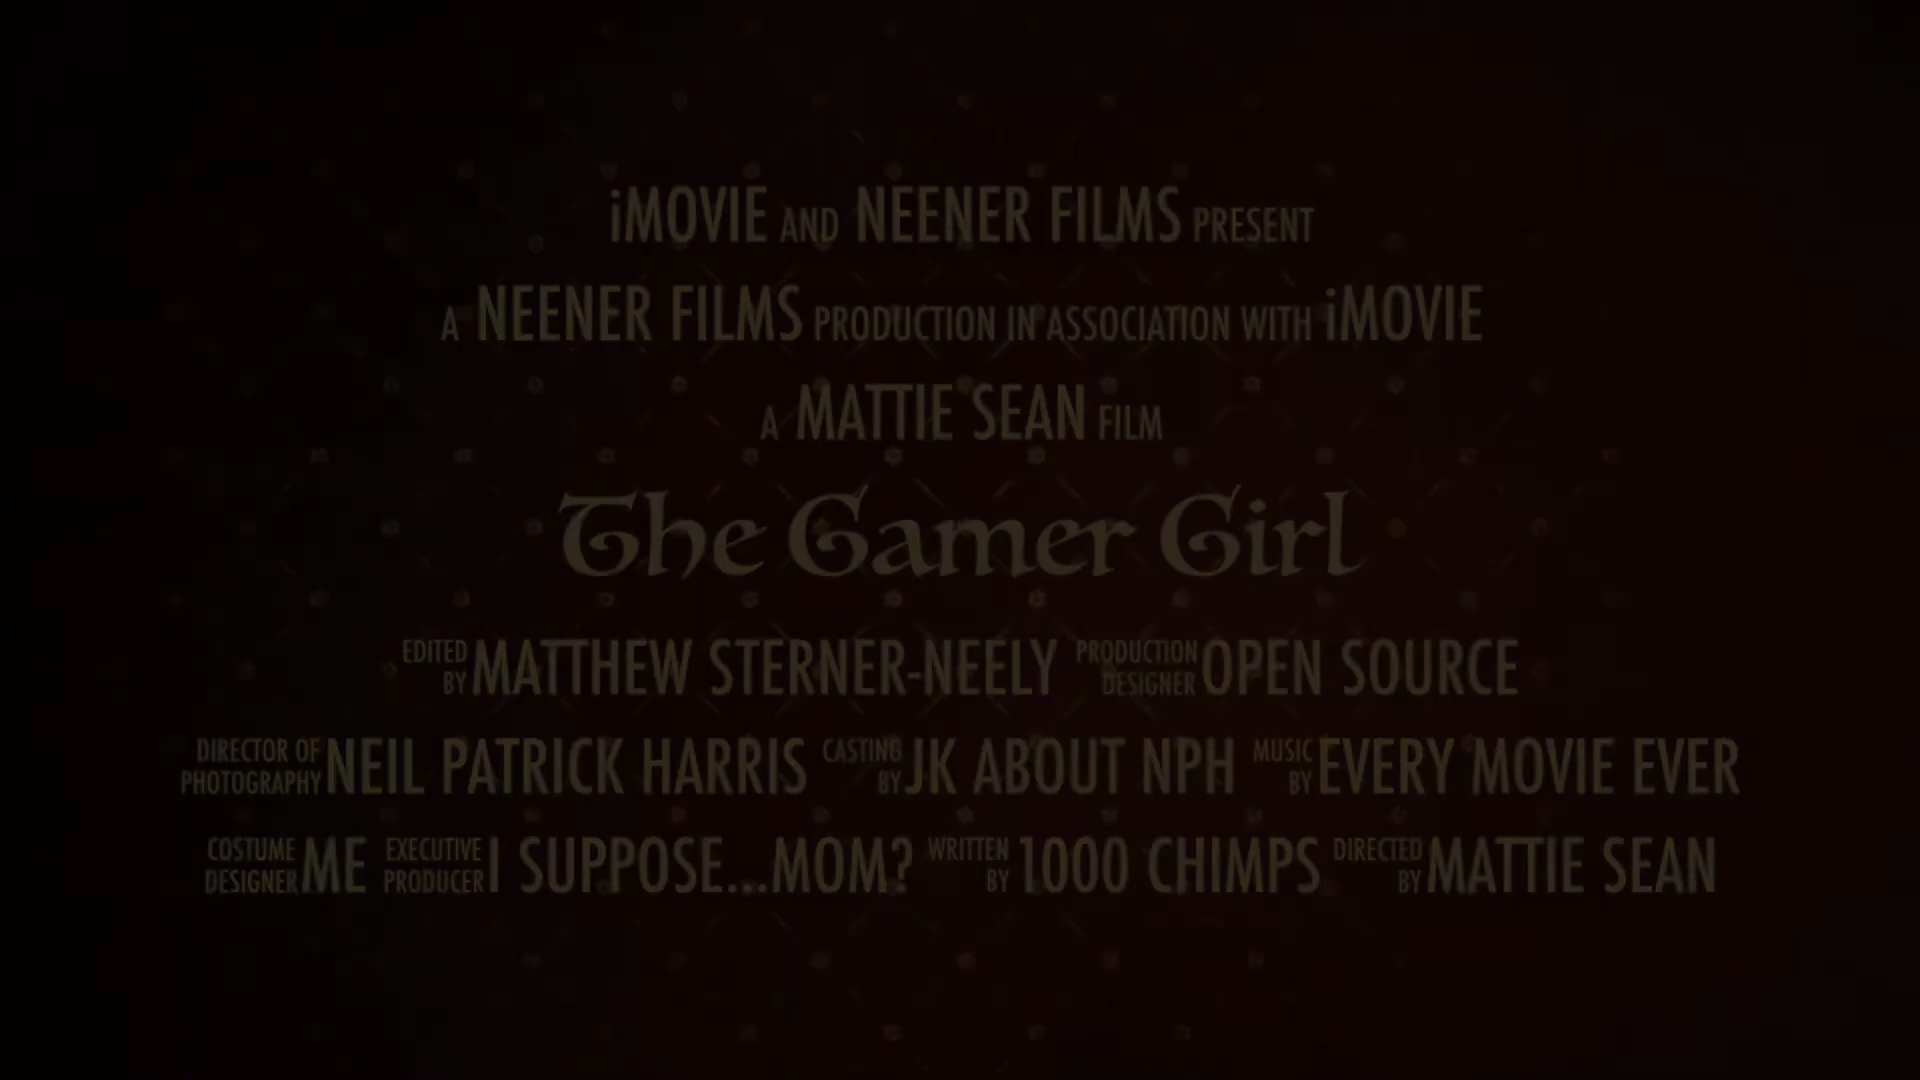 iMOVIE AND NEENER FILMS PRESENT
A NEENER FILMS PRODUCTION IN ASSOCIATION WITH iMOVIE
A MATTIE SEAN FILM
The Gamer Girl
EDITED BY MATTHEW STERNER-NEELY PRODUCTION DESIGNER OPEN SOURCE
DIRECTOR OF PHOTOGRAPHY NEIL PATRICK HARRIS CASTING BY JK ABOUT NPH MUSIC BY EVERY MOVIE EVER
COSTUME DESIGNER ME EXECUTIVE PRODUCER I SUPPOSE...MOM? WRITTEN BY 1000 CHIMPS DIRECTED BY MATTIE SEAN